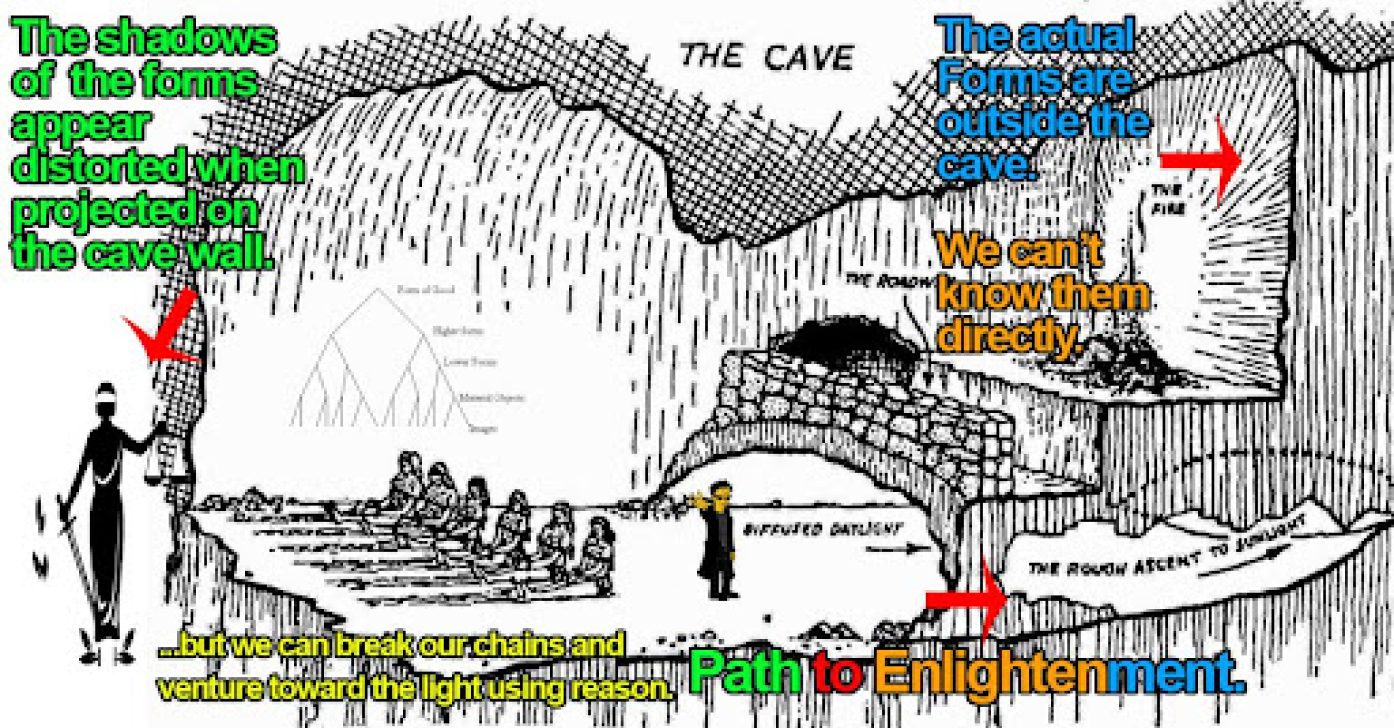 The shadows
of the forms
appear
distorted when
projected on
the cave wall.
THE CAVE
The actual
Forms are
outside the
cave.
THE
FIRE
We can't
know them
directly.
THE ROADW
Form of Good
Higher Forms
Lower Forms
Material Objects
Images
DIFFUSED DAYLIGHT
THE ROUGH ASCENT TO SUNLIGHT
...but we can break our chains and
venture toward the light using reason.
Path to Enlightenment.